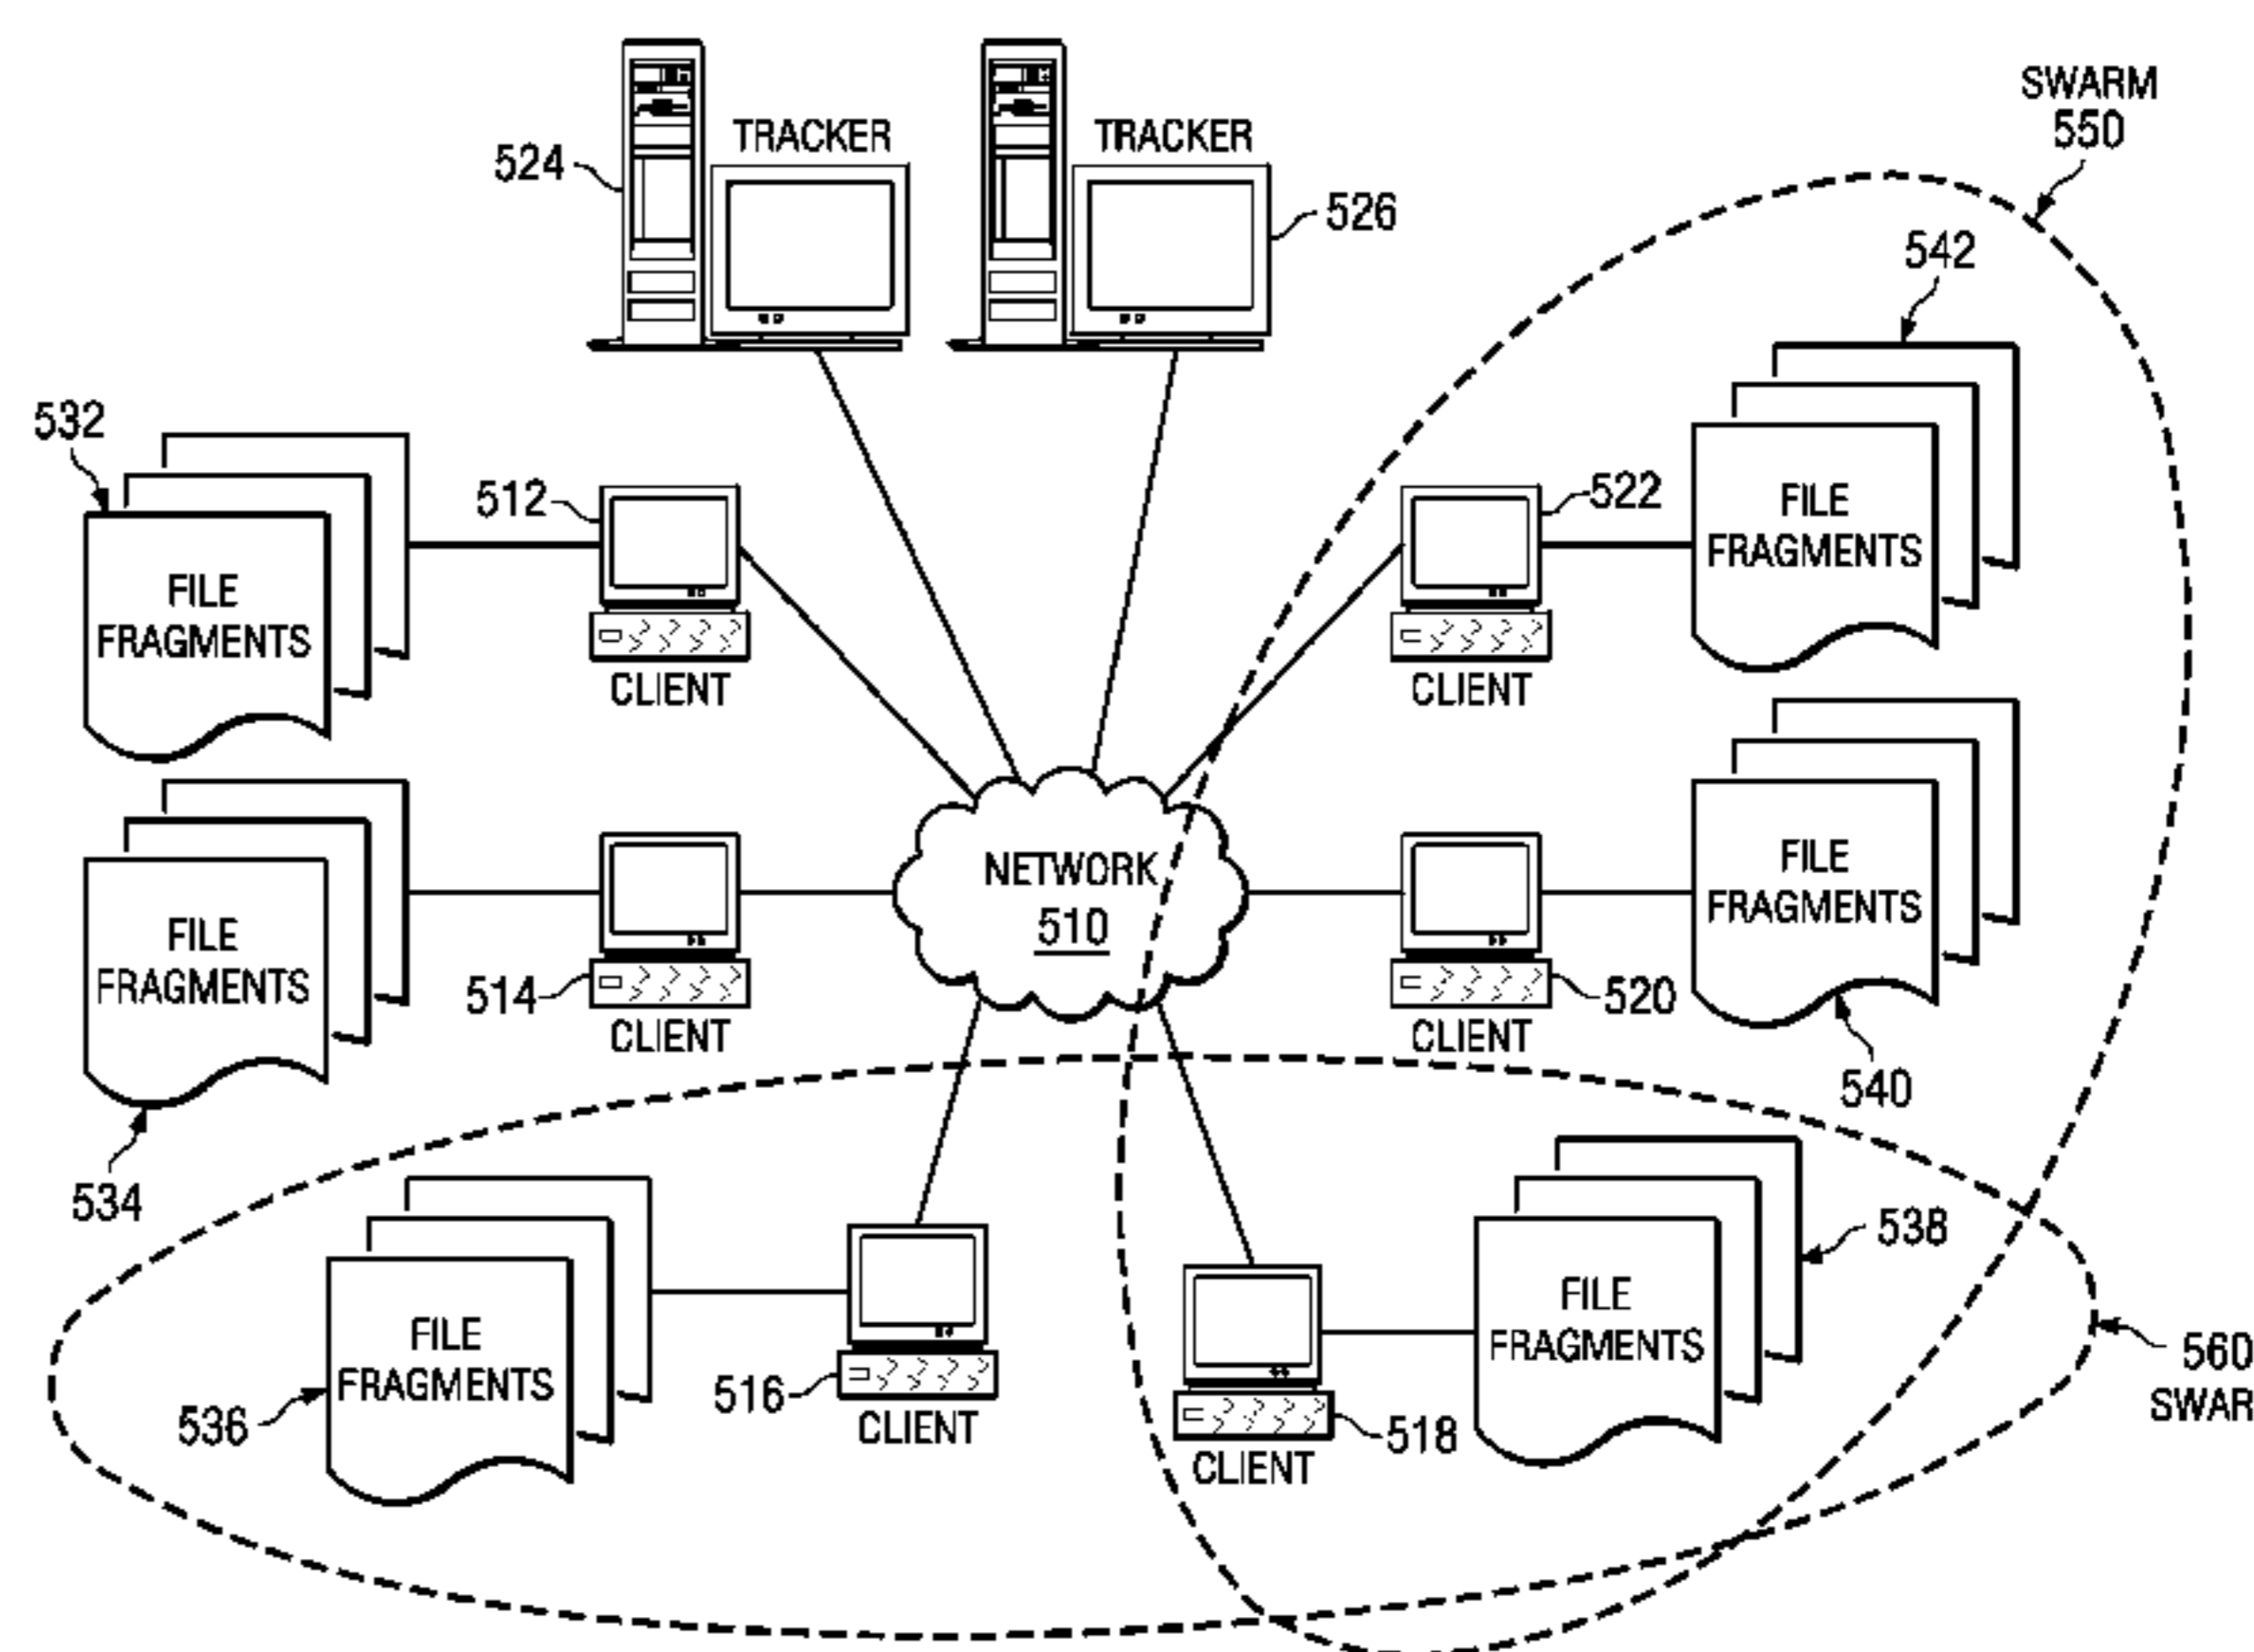 SWARM
550
TRACKER
TRACKER
524
526
542
532
512
522
FILE
FRAGMENTS
FILE
FRAGMENTS
CLIENT
CLIENT
NETWORK
510
FILE
FRAGMENTS
FILE
FRAGMENTS
514
520
CLIENT
CLIENT
540
534
538
FILE
FRAGMENTS
FILE
FRAGMENTS
560
SWAR
536
516
518
CLIENT
CLIENT